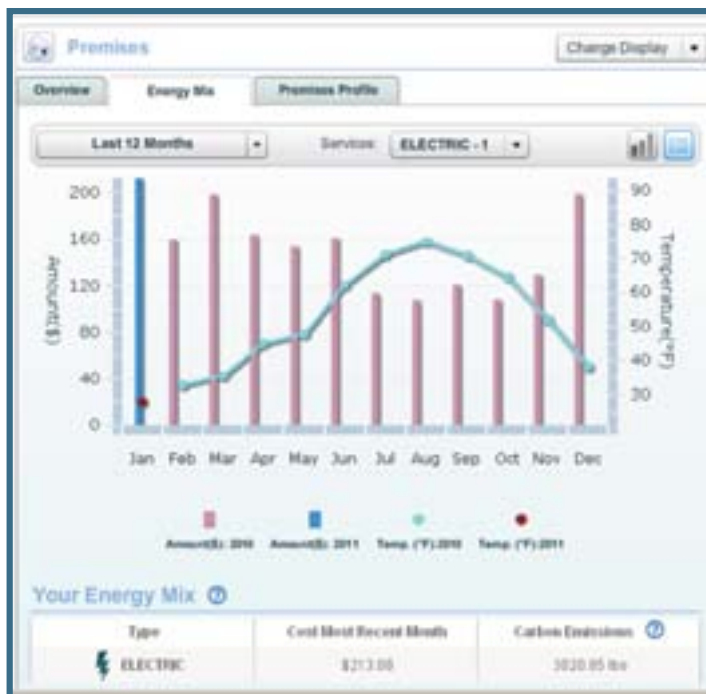 Premises
Change Display
Overview
Energy Mix
Premises Profile
Last 12 Months
Services:
ELECTRIC - 1
200
160
120
80
40
0
Amount($)
90
80
70
60
50
40
30
Temperature(°F)
Jan Feb Mar Apr May Jun Jul Aug Sep Oct Nov Dec
Amount($): 2010 Amount($): 2011 Temp. (°F):2010 Temp. (°F):2011
Your Energy Mix ?
Type Cost Most Recent Month Carbon Emissions ?
ELECTRIC 3020.85 lbs